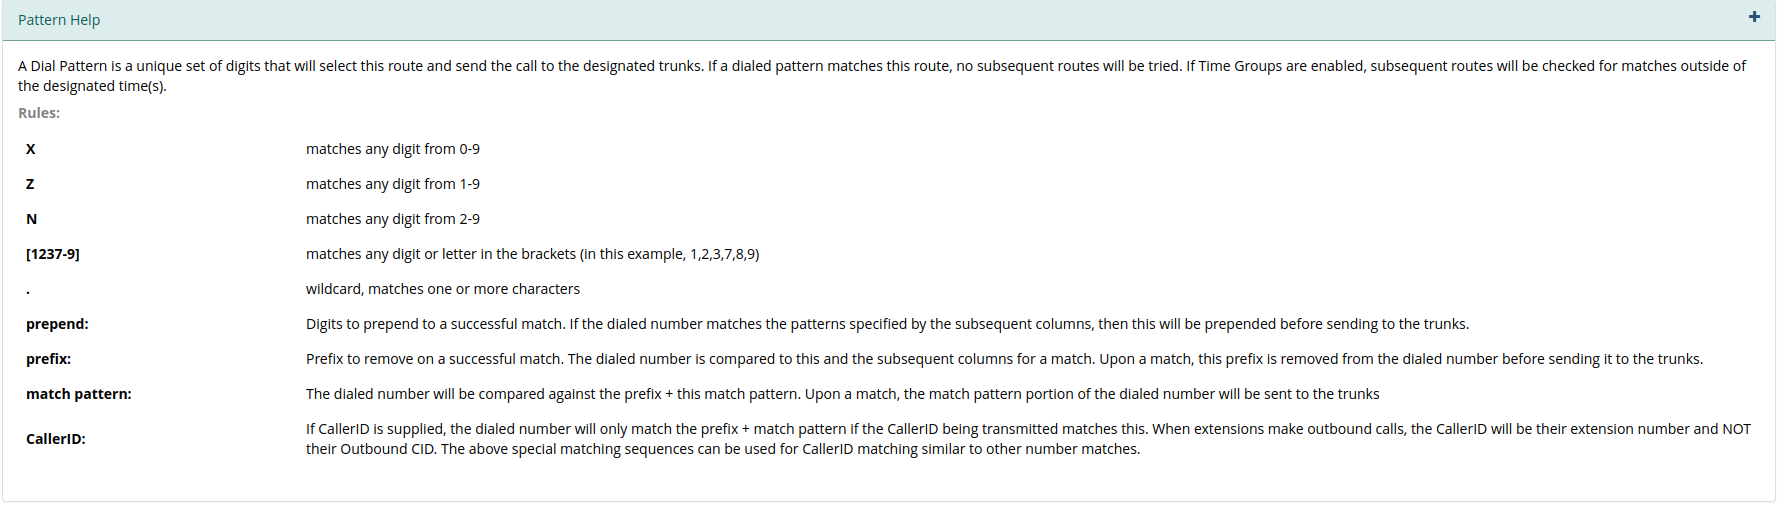 Pattern Help
A Dial Pattern is a unique set of digits that will select this route and send the call to the designated trunks. If a dialed pattern matches this route, no subsequent routes will be tried. If Time Groups are enabled, subsequent routes will be checked for matches outside of
the designated time(s).
Rules:
X matches any digit from 0-9
Z matches any digit from 1-9
N matches any digit from 2-9
[1237-9] matches any digit or letter in the brackets (in this example, 1,2,3,7,8,9)
. wildcard, matches one or more characters
prepend: Digits to prepend to a successful match. If the dialed number matches the patterns specified by the subsequent columns, then this will be prepended before sending to the trunks.
prefix: Prefix to remove on a successful match. The dialed number is compared to this and the subsequent columns for a match. Upon a match, this prefix is removed from the dialed number before sending it to the trunks.
match pattern: The dialed number will be compared against the prefix + this match pattern. Upon a match, the match pattern portion of the dialed number will be sent to the trunks
CallerID: If CallerID is supplied, the dialed number will only match the prefix + match pattern if the CallerID being transmitted matches this. When extensions make outbound calls, the CallerID will be their extension number and NOT
their Outbound CID. The above special matching sequences can be used for CallerID matching similar to other number matches.